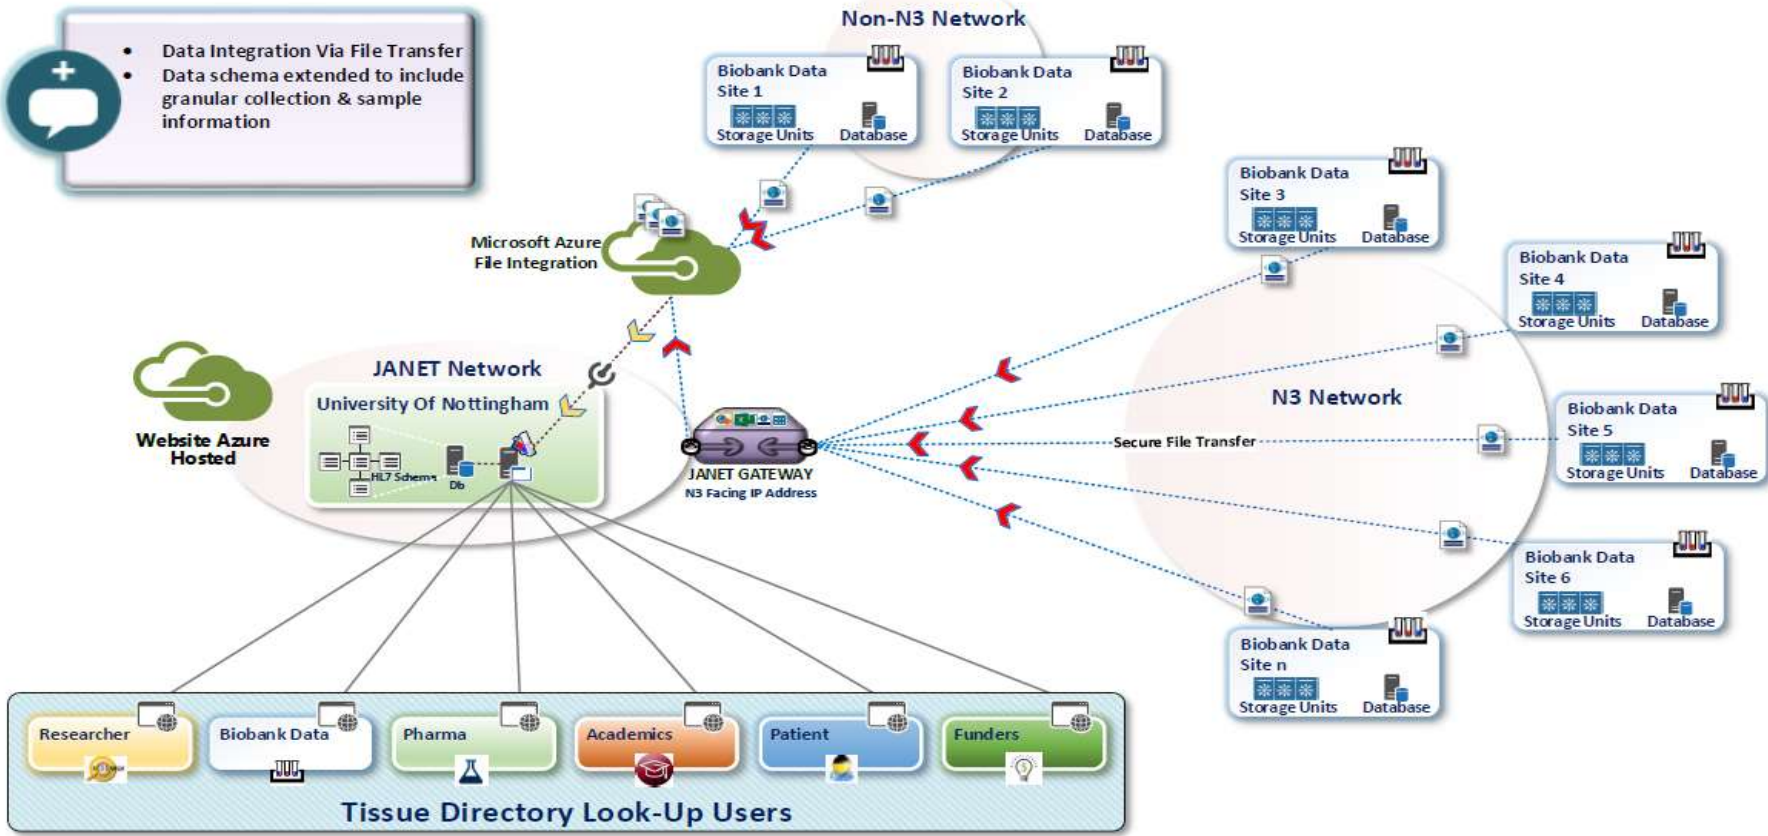 Data Integration Via File Transfer
Data schema extended to include
granular collection & sample
information
Non-N3 Network
Biobank Data
Site 1
Storage Units
Database
Biobank Data
Site 2
Storage Units
Database
Biobank Data
Site 3
Storage Units
Database
Microsoft Azure
File Integration
Biobank Data
Site 4
Storage Units
Database
JANET Network
University Of Nottingham
HL7 Schema
Db
Website Azure
Hosted
JANET GATEWAY
N3 Facing IP Address
N3 Network
Secure File Transfer
Biobank Data
Site 5
Storage Units
Database
Biobank Data
Site 6
Storage Units
Database
Biobank Data
Site n
Storage Units
Database
Researcher
Biobank Data
Pharma
Academics
Patient
Funders
Tissue Directory Look-Up Users